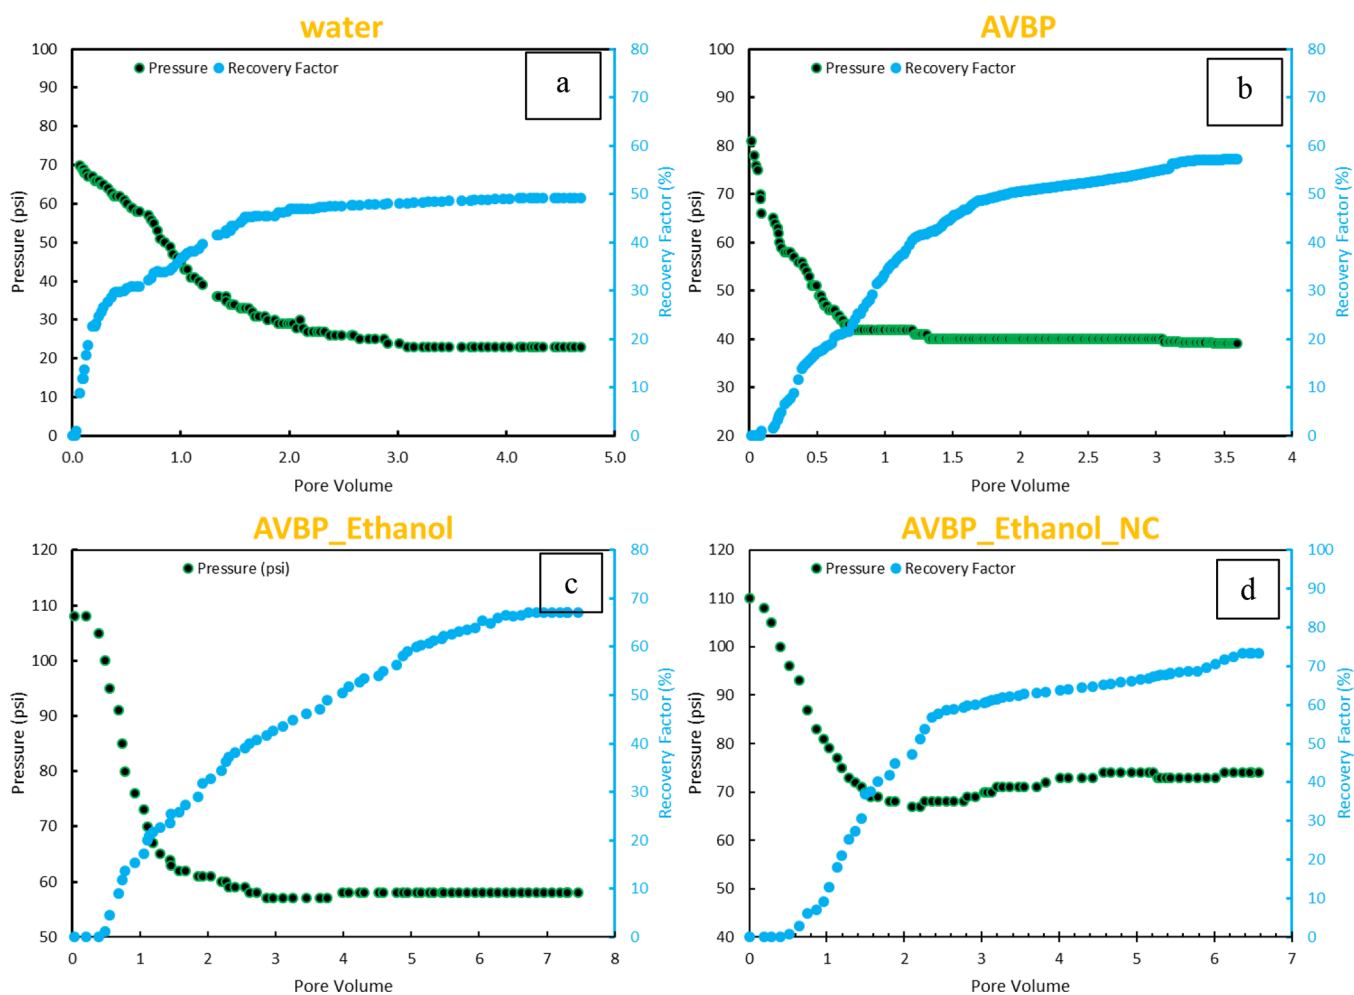 water
Pressure
Recovery Factor
a
100
90
80
70
60
50
40
30
20
10
0
80
70
60
50
40
30
20
10
0
Pressure (psi)
Recovery Factor (%)
0.0 1.0 2.0 3.0 4.0 5.0
Pore Volume
AVBP
Pressure
Recovery Factor
b
100
90
80
70
60
50
40
30
20
80
70
60
50
40
30
20
10
0
Pressure (psi)
Recovery Factor (%)
0 0.5 1 1.5 2 2.5 3 3.5 4
Pore Volume
AVBP_Ethanol
Pressure (psi)
c
120
110
100
90
80
70
60
50
80
70
60
50
40
30
20
10
0
Pressure (psi)
Recovery Factor (%)
0 1 2 3 4 5 6 7 8
Pore Volume
AVBP_Ethanol_NC
Pressure
Recovery Factor
d
120
110
100
90
80
70
60
50
40
100
90
80
70
60
50
40
30
20
10
0
Pressure (psi)
Recovery Factor (%)
0 1 2 3 4 5 6 7
Pore Volume